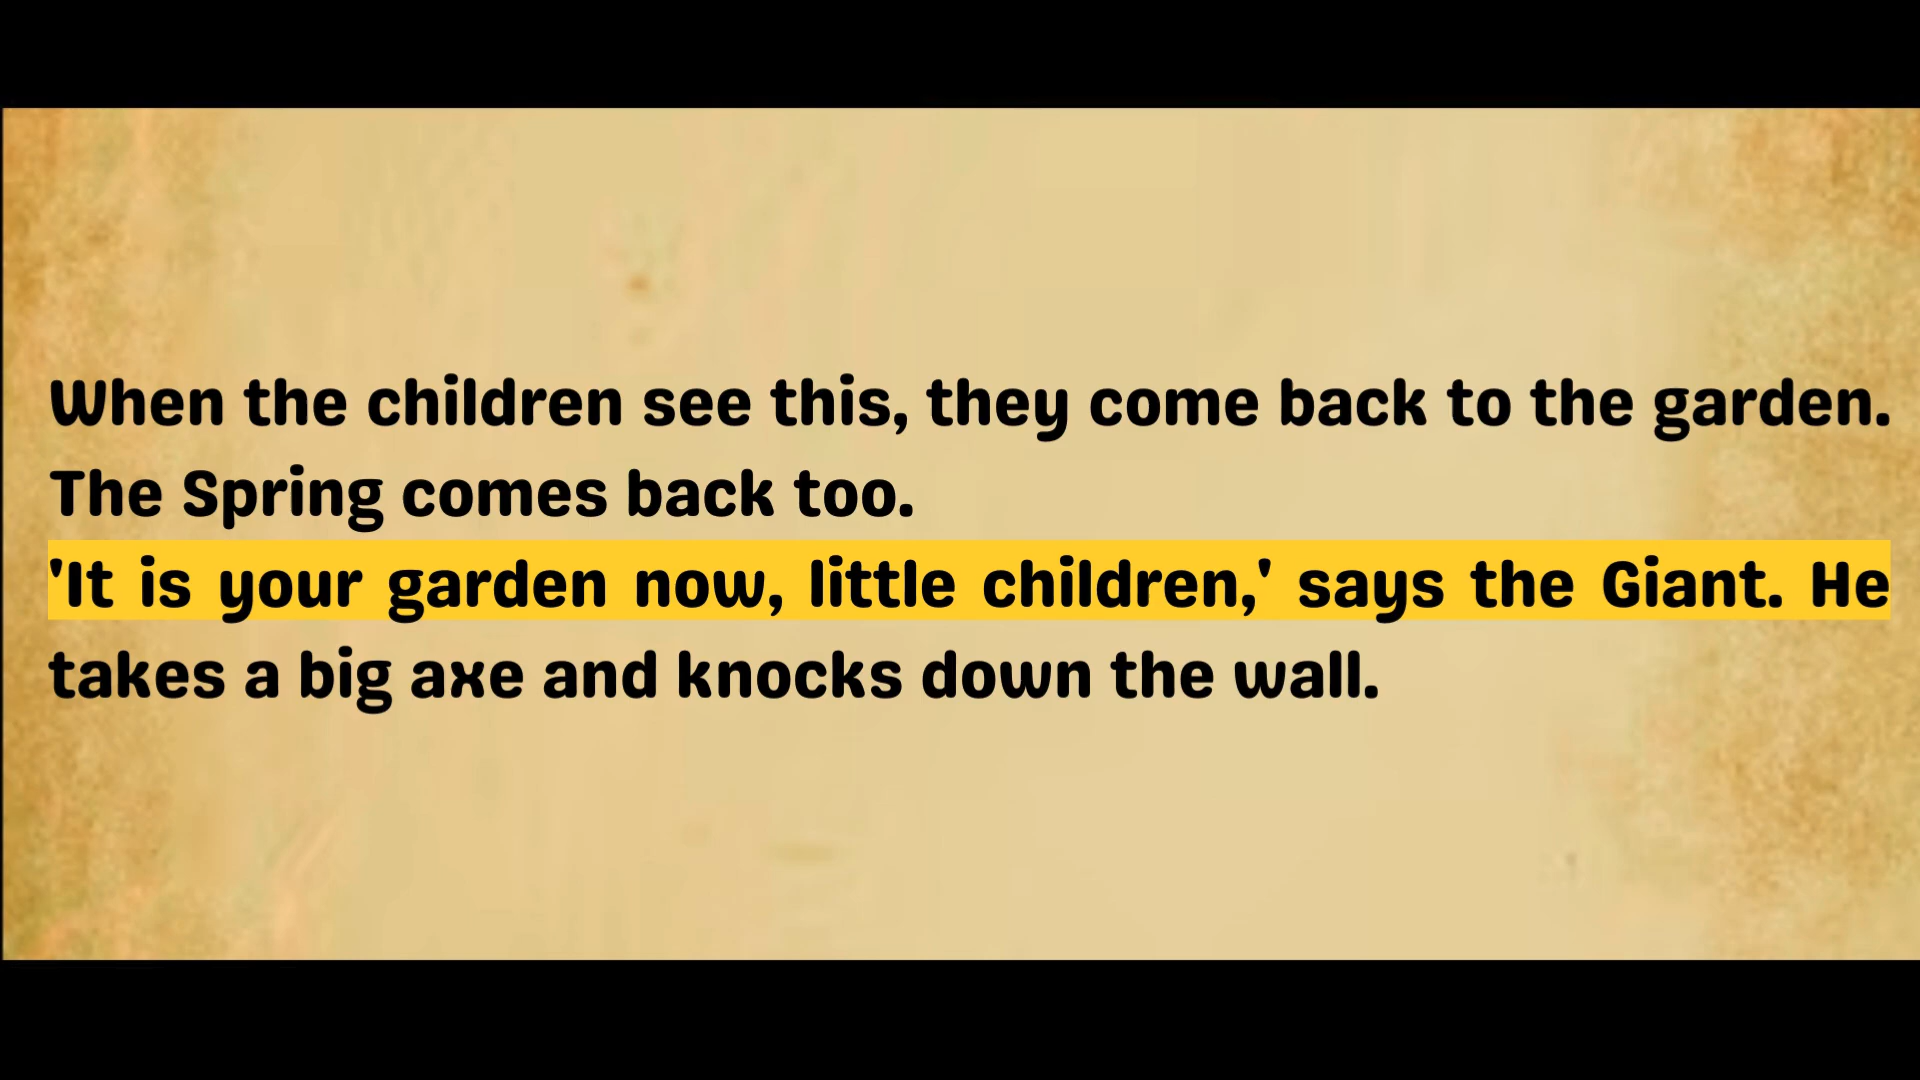 When the children see this, they come back to the garden.
The Spring comes back too.
'It is your garden now, little children,' says the Giant. He
takes a big axe and knocks down the wall.